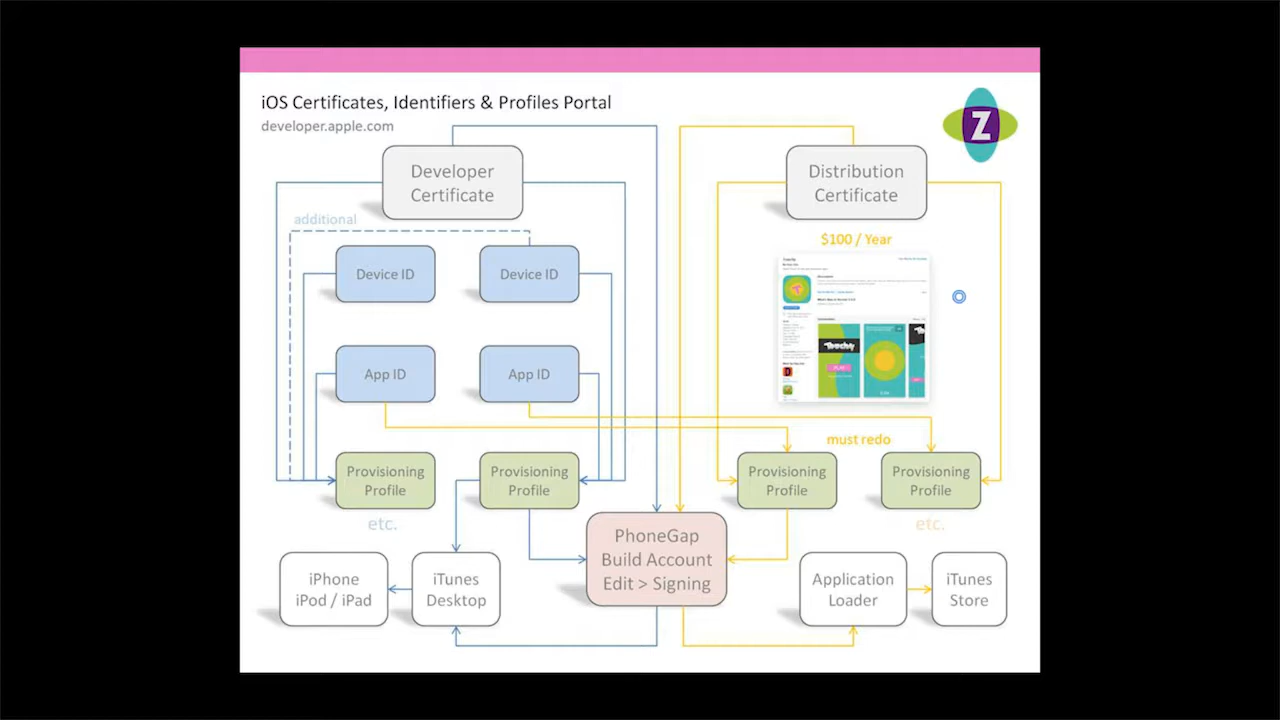 iOS Certificates, Identifiers & Profiles Portal
developer.apple.com
Z
Developer
Certificate
Distribution
Certificate
additional
$100 / Year
Device ID
Device ID
App ID
App ID
Toochy
PLAY
must redo
Provisioning
Profile
Provisioning
Profile
Provisioning
Profile
Provisioning
Profile
etc.
etc.
PhoneGap
Build Account
Edit > Signing
iPhone
iPod / iPad
iTunes
Desktop
Application
Loader
iTunes
Store